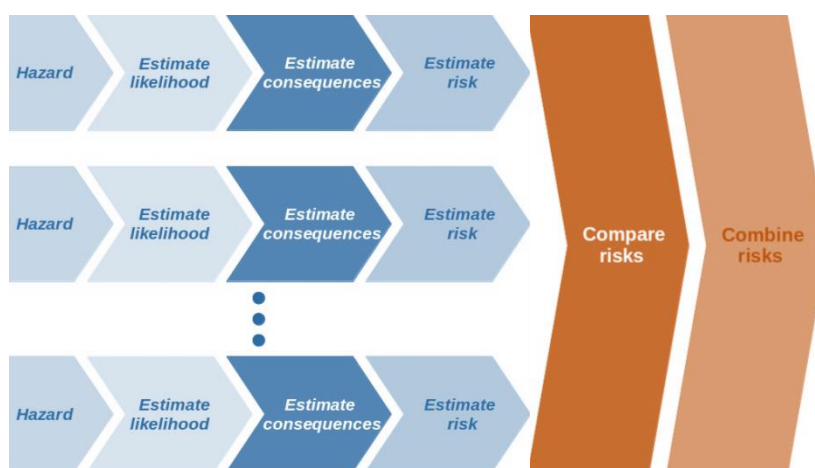 Hazard
Estimate
likelihood
Estimate
consequences
Estimate
risk
Hazard
Estimate
likelihood
Estimate
consequences
Estimate
risk
Hazard
Estimate
likelihood
Estimate
consequences
Estimate
risk
Compare
risks
Combine
risks